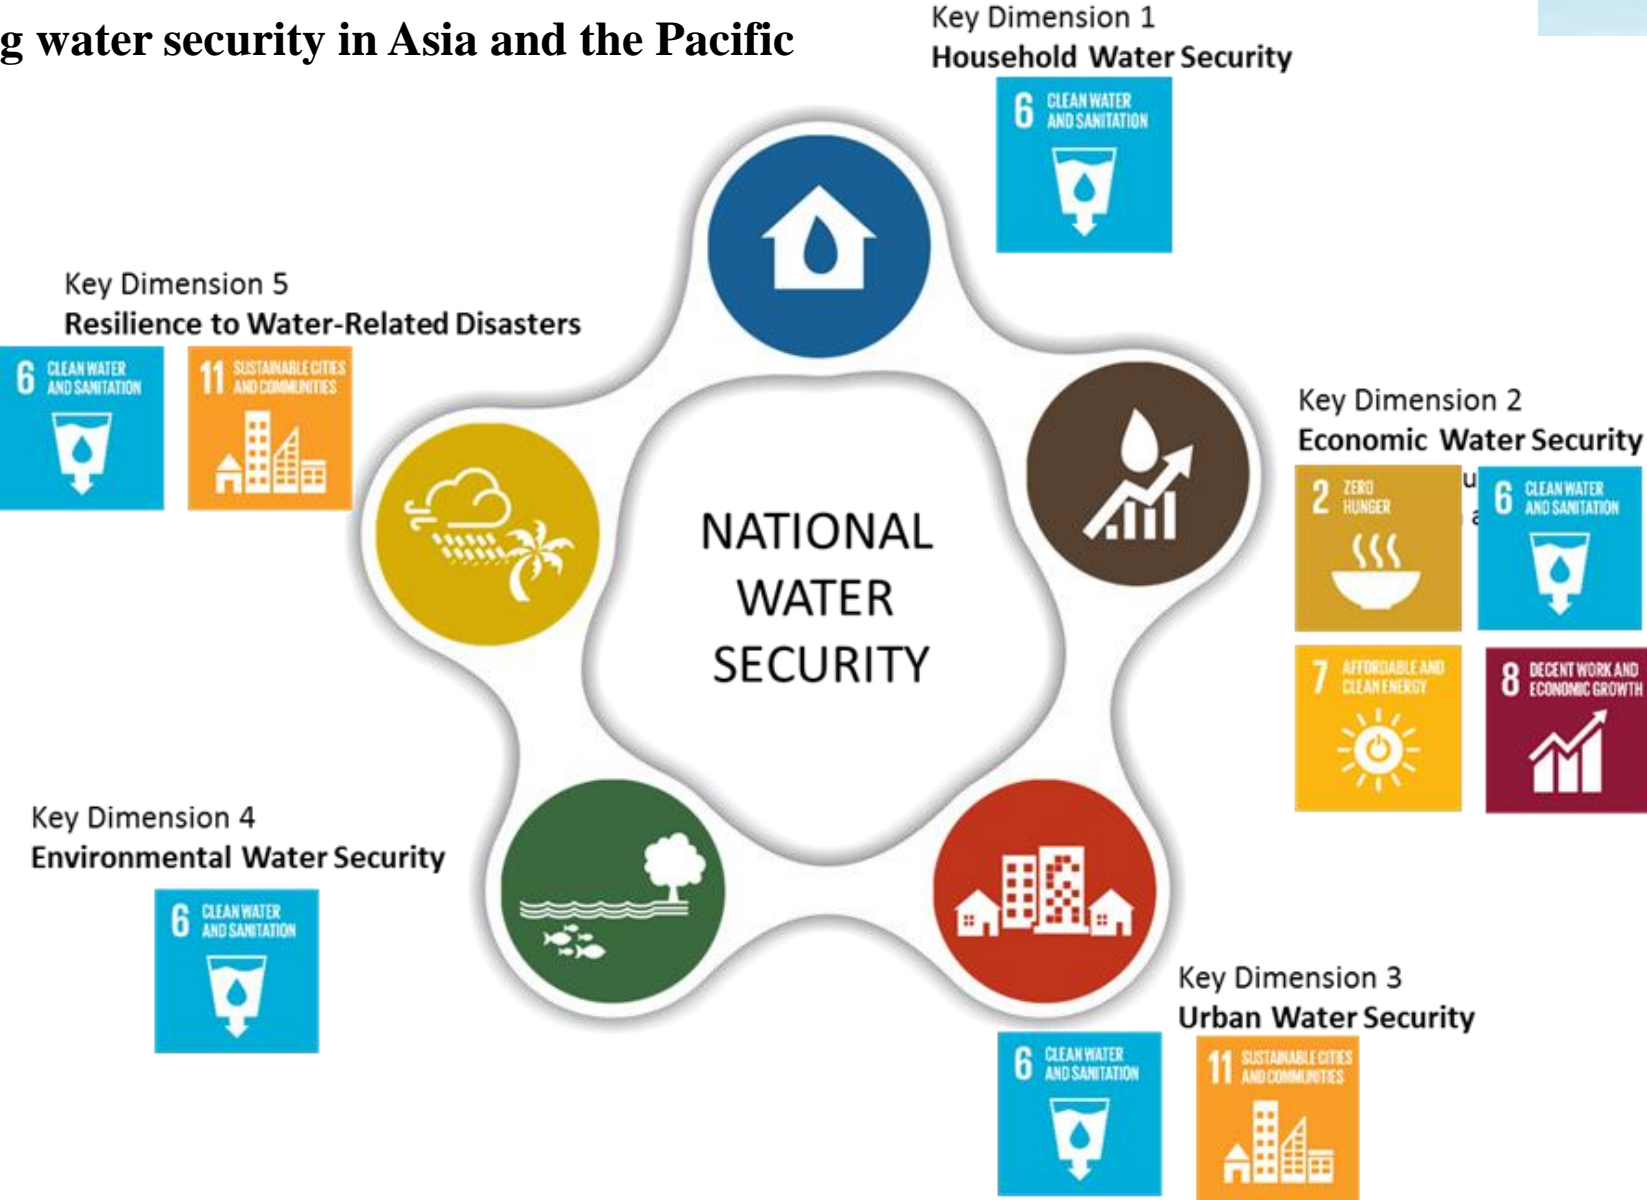 g water security in Asia and the Pacific
Key Dimension 1
Household Water Security
6 CLEAN WATER
AND SANITATION
Key Dimension 5
Resilience to Water-Related Disasters
6 CLEAN WATER
AND SANITATION
11 SUSTAINABLE CITIES
AND COMMUNITIES
Key Dimension 2
Economic Water Security
2 ZERO
HUNGER
u
6 CLEAN WATER
AND SANITATION
a
7 AFFORDABLE AND
CLEAN ENERGY
8 DECENT WORK AND
ECONOMIC GROWTH
NATIONAL
WATER
SECURITY
Key Dimension 4
Environmental Water Security
6 CLEAN WATER
AND SANITATION
Key Dimension 3
Urban Water Security
6 CLEAN WATER
AND SANITATION
11 SUSTAINABLE CITIES
AND COMMUNITIES